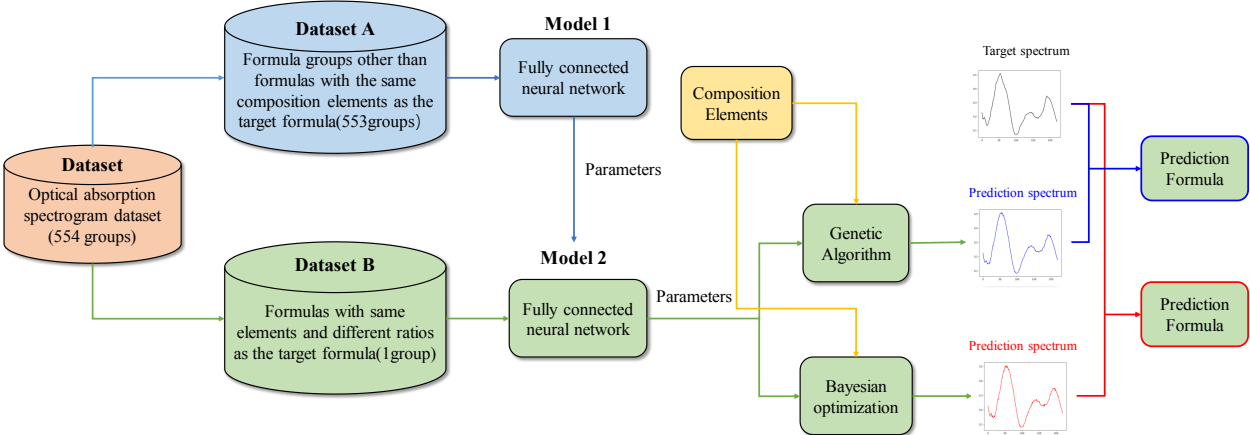 Dataset A
Formula groups other than
formulas with the same
composition elements as the
target formula(553groups)
Model 1
Fully connected
neural network
Dataset
Optical absorption
spectrogram dataset
(554 groups)
Parameters
Composition
Elements
Dataset B
Formulas with same
elements and different ratios
as the target formula(1group)
Model 2
Fully connected
neural network
Parameters
Genetic
Algorithm
Bayesian
optimization
Target spectrum
Prediction spectrum
Prediction spectrum
Prediction
Formula
Prediction
Formula